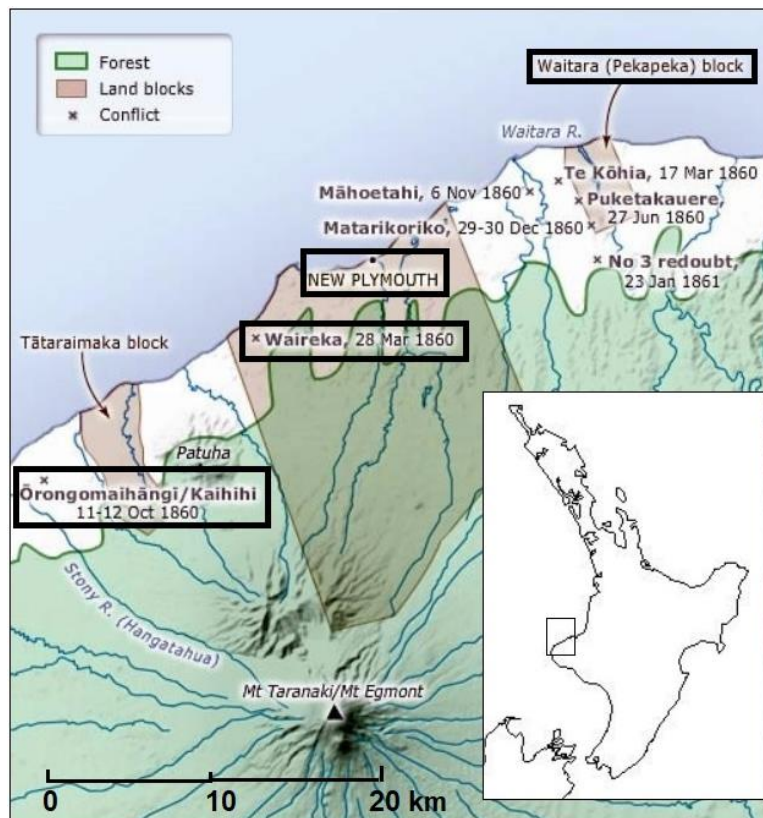 Forest
Land blocks
Conflict
Waitara (Pekapeka) block
Waitara R.
Te Kōhia, 17 Mar 1860
Māhoetahi, 6 Nov 1860
Puketakauere,
27 Jun 1860
Matarikoriko, 29-30 Dec 1860
No 3 redoubt,
23 Jan 1861
NEW PLYMOUTH
Waireka, 28 Mar 1860
Tātaraimaka block
Patuha
Ōrongomaihāngi/Kaihihi
11-12 Oct 1860
Stony R. (Hangatahua)
Mt Taranaki/Mt Egmont
0 10 20 km